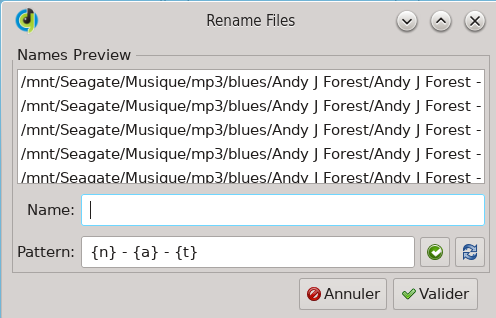 Rename Files
Names Preview
/mnt/Seagate/Musique/mp3/blues/Andy J Forest/Andy J Forest -
/mnt/Seagate/Musique/mp3/blues/Andy J Forest/Andy J Forest -
/mnt/Seagate/Musique/mp3/blues/Andy J Forest/Andy J Forest -
/mnt/Seagate/Musique/mp3/blues/Andy J Forest/Andy J Forest -
/mnt/Seagate/Musique/mp3/blues/Andy J Forest/Andy J Forest -
Name:
Pattern: {n} - {a} - {t}
Annuler Valider